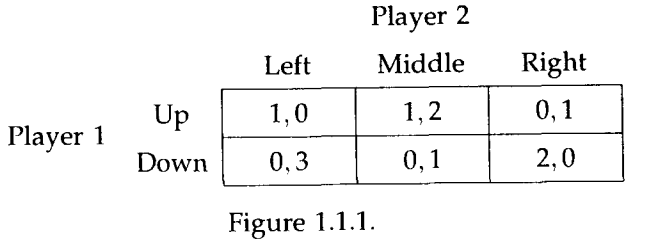 Player 2
Left Middle Right
Player 1
Up 1,0 1,2 0,1
Down 0,3 0,1 2,0
Figure 1.1.1.